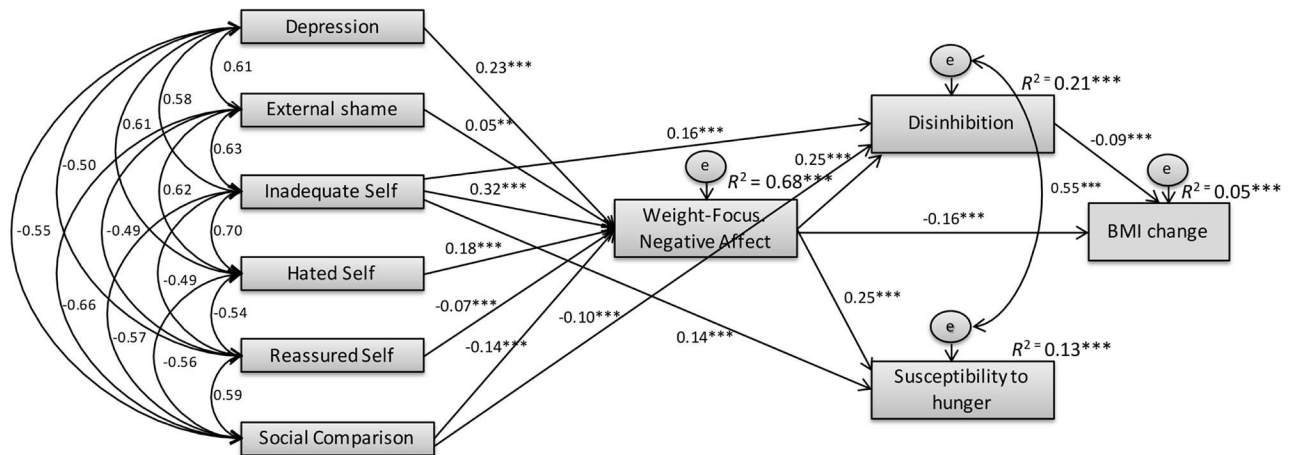 Depression
External shame
Inadequate Self
Hated Self
Reassured Self
Social Comparison
0.61
0.58
0.61
0.63
-0.50
0.62
-0.55
-0.49
0.70
-0.49
-0.66
-0.54
-0.57
-0.56
0.59
0.23***
0.05**
0.16***
0.32***
0.18***
-0.07***
-0.14***
-0.10***
0.14***
e
R² = 0.68***
Weight-Focus.
Negative Affect
0.25***
-0.16***
0.25***
e
R² = 0.21***
Disinhibition
-0.09***
0.55***
e
R² = 0.05***
BMI change
e
R² = 0.13***
Susceptibility to
hunger